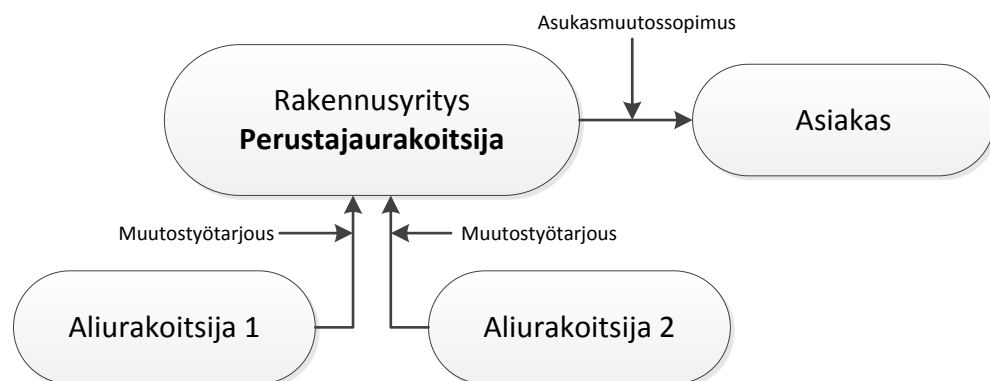 Asukasmuutossopimus
Rakennusyritys
Perustajaurakoitsija
Asiakas
Muutostyötarjous
Muutostyötarjous
Aliurakoitsija 1
Aliurakoitsija 2